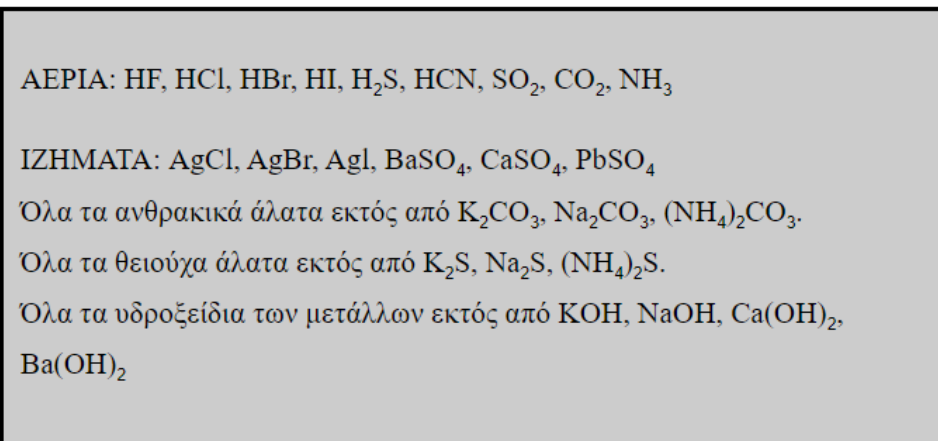 ΑΕΡΙΑ: HF, HCl, HBr, HI, H₂S, HCN, SO₂, CO₂, NH₃
ΙΖΗΜΑΤΑ: AgCl, AgBr, Agl, BaSO₄, CaSO₄, PbSO₄
Όλα τα ανθρακικά άλατα εκτός από K₂CO₃, Na₂CO₃, (NH₄)₂CO₃.
Όλα τα θειούχα άλατα εκτός από K₂S, Na₂S, (NH₄)₂S.
Όλα τα υδροξείδια των μετάλλων εκτός από KOH, NaOH, Ca(OH)₂,
Ba(OH)₂